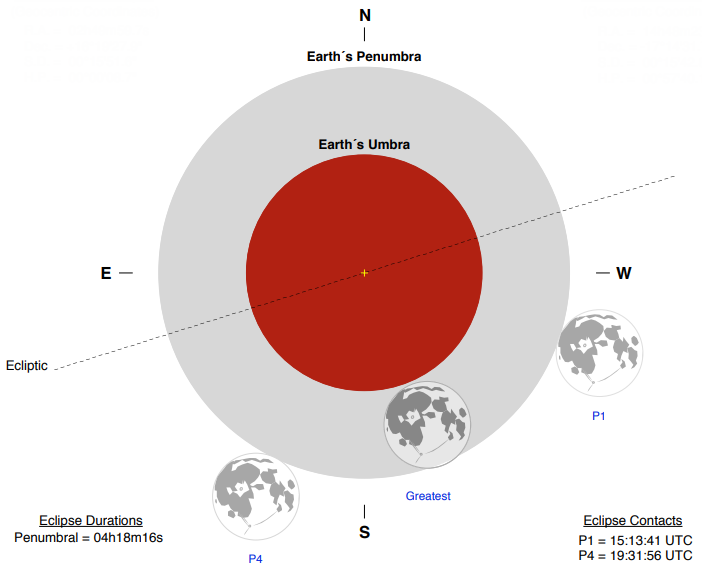 N
Earth´s Penumbra
Earth´s Umbra
E
W
Ecliptic
P1
Greatest
S
P4
Eclipse Durations
Penumbral = 04h18m16s
Eclipse Contacts
P1 = 15:13:41 UTC
P4 = 19:31:56 UTC